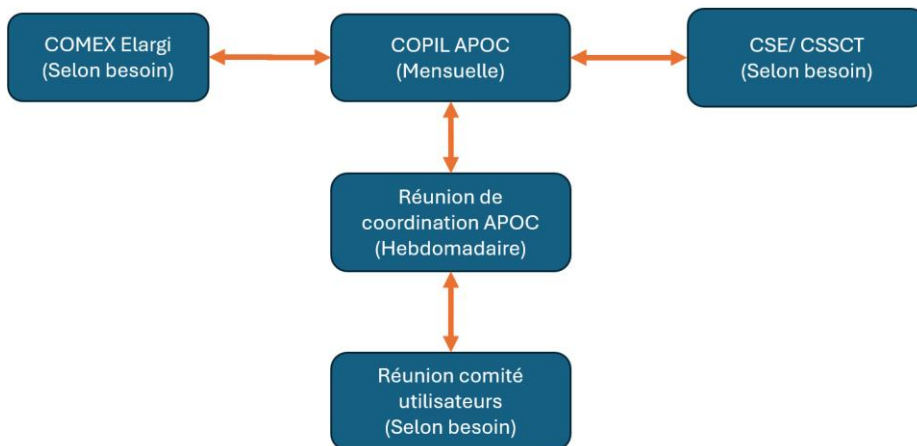 COMEX Elargi
(Selon besoin)
COPIL APOC
(Mensuelle)
CSE/ CSSCT
(Selon besoin)
Réunion de
coordination APOC
(Hebdomadaire)
Réunion comité
utilisateurs
(Selon besoin)